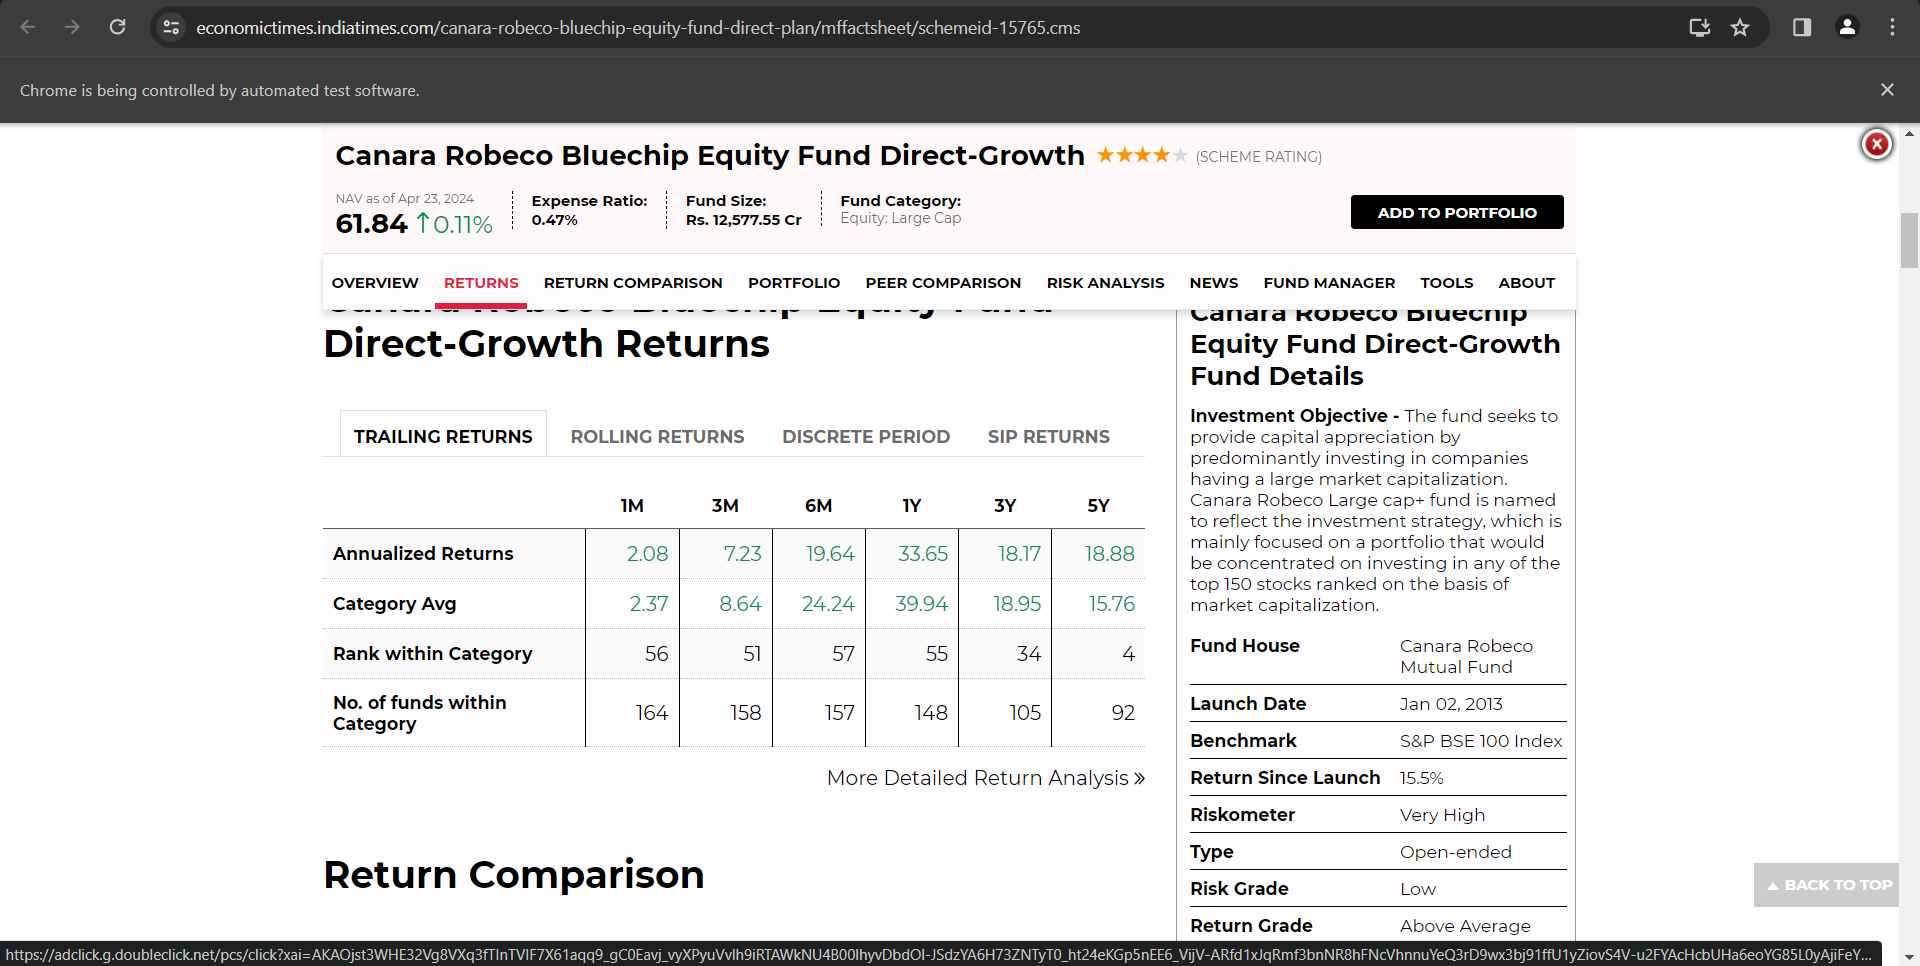 economictimes.indiatimes.com/canara-robeco-bluechip-equity-fund-direct-plan/mffactsheet/schemeid-15765.cms
Chrome is being controlled by automated test software.
Canara Robeco Bluechip Equity Fund Direct-Growth (SCHEME RATING)
NAV as of Apr 23, 2024
61.84 ↑0.11%
Expense Ratio:
0.47%
Fund Size:
Rs. 12,577.55 Cr
Fund Category:
Equity: Large Cap
ADD TO PORTFOLIO
OVERVIEW RETURNS RETURN COMPARISON PORTFOLIO PEER COMPARISON RISK ANALYSIS NEWS FUND MANAGER TOOLS ABOUT
Canara Robeco Bluechip Equity Fund
Direct-Growth Returns
TRAILING RETURNS ROLLING RETURNS DISCRETE PERIOD SIP RETURNS
1M 3M 6M 1Y 3Y 5Y
Annualized Returns 2.08 7.23 19.64 33.65 18.17 18.88
Category Avg 2.37 8.64 24.24 39.94 18.95 15.76
Rank within Category 56 51 57 55 34 4
No. of funds within
Category 164 158 157 148 105 92
More Detailed Return Analysis »
Return Comparison
Canara Robeco Bluechip
Equity Fund Direct-Growth
Fund Details
Investment Objective - The fund seeks to
provide capital appreciation by
predominantly investing in companies
having a large market capitalization.
Canara Robeco Large cap+ fund is named
to reflect the investment strategy, which is
mainly focused on a portfolio that would
be concentrated on investing in any of the
top 150 stocks ranked on the basis of
market capitalization.
Fund House Canara Robeco
Mutual Fund
Launch Date Jan 02, 2013
Benchmark S&P BSE 100 Index
Return Since Launch 15.5%
Riskometer Very High
Type Open-ended
Risk Grade Low
Return Grade Above Average
BACK TO TOP